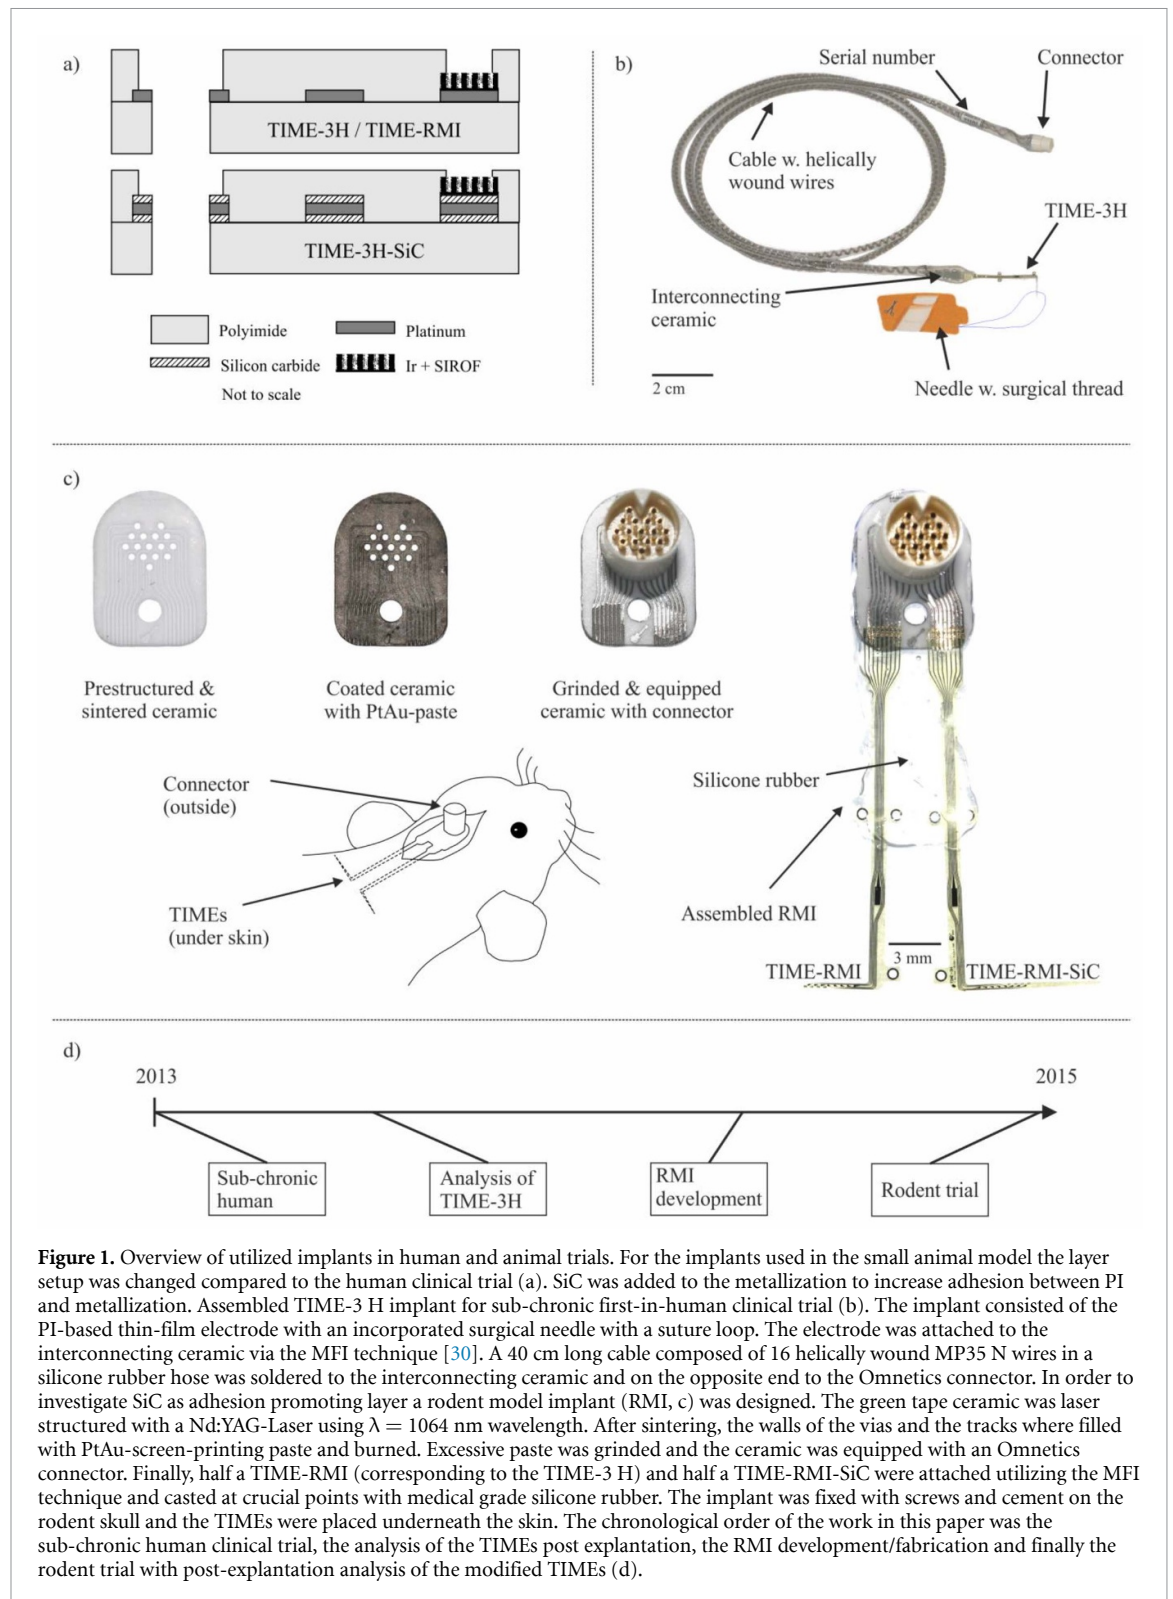 a)
TIME-3H / TIME-RMI
TIME-3H-SiC
Polyimide
Platinum
Silicon carbide
Ir + SIROF
Not to scale
b)
Serial number
Connector
Cable w. helically
wound wires
TIME-3H
Interconnecting
ceramic
2 cm
Needle w. surgical thread
c)
Prestructured &
sintered ceramic
Coated ceramic
with PtAu-paste
Grinded & equipped
ceramic with connector
Connector
(outside)
TIMEs
(under skin)
Silicone rubber
Assembled RMI
3 mm
TIME-RMI
TIME-RMI-SiC
d)
2013
2015
Sub-chronic
human
Analysis of
TIME-3H
RMI
development
Rodent trial
Figure 1. Overview of utilized implants in human and animal trials. For the implants used in the small animal model the layer
setup was changed compared to the human clinical trial (a). SiC was added to the metallization to increase adhesion between PI
and metallization. Assembled TIME-3 H implant for sub-chronic first-in-human clinical trial (b). The implant consisted of the
PI-based thin-film electrode with an incorporated surgical needle with a suture loop. The electrode was attached to the
interconnecting ceramic via the MFI technique [30]. A 40 cm long cable composed of 16 helically wound MP35 N wires in a
silicone rubber hose was soldered to the interconnecting ceramic and on the opposite end to the Omnetics connector. In order to
investigate SiC as adhesion promoting layer a rodent model implant (RMI, c) was designed. The green tape ceramic was laser
structured with a Nd:YAG-Laser using λ = 1064 nm wavelength. After sintering, the walls of the vias and the tracks where filled
with PtAu-screen-printing paste and burned. Excessive paste was grinded and the ceramic was equipped with an Omnetics
connector. Finally, half a TIME-RMI (corresponding to the TIME-3 H) and half a TIME-RMI-SiC were attached utilizing the MFI
technique and casted at crucial points with medical grade silicone rubber. The implant was fixed with screws and cement on the
rodent skull and the TIMEs were placed underneath the skin. The chronological order of the work in this paper was the
sub-chronic human clinical trial, the analysis of the TIMEs post explantation, the RMI development/fabrication and finally the
rodent trial with post-explantation analysis of the modified TIMEs (d).